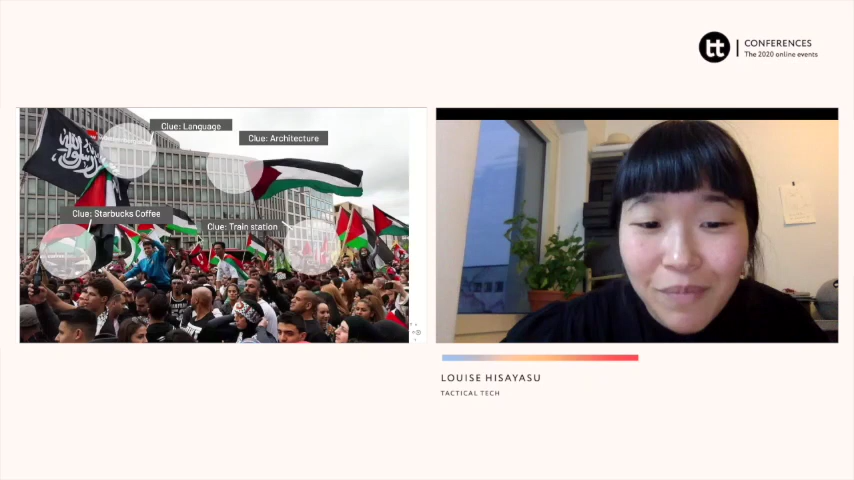 tt
CONFERENCES
The 2020 online events
Clue: Language
Clue: Architecture
Clue: Starbucks Coffee
Clue: Train station
LOUISE HISAYASU
TACTICAL TECH